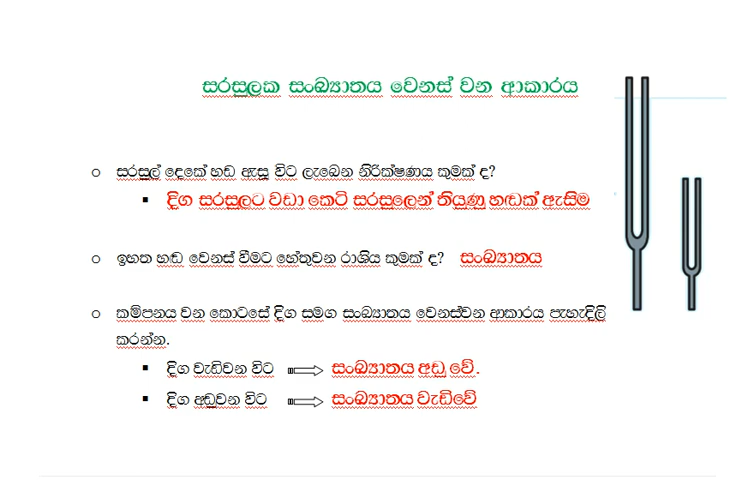 සරසුලක සංඛ්‍යාතය වෙනස් වන ආකාරය
o සරසුල් දෙකේ හඬ ඇසූ විට ලැබෙන නිරීක්ෂණය කුමක් ද?
▪ දිග සරසුලට වඩා කෙටි සරසුලෙන් තියුණු හඬක් ඇසීම
o ඉහත හඬ වෙනස් වීමට හේතුවන රාශිය කුමක් ද? සංඛ්‍යාතය
o කම්පනය වන කොටසේ දිග සමග සංඛ්‍යාතය වෙනස්වන ආකාරය පැහැදිලි
කරන්න.
▪ දිග වැඩිවන විට ⇒ සංඛ්‍යාතය අඩු වේ.
▪ දිග අඩුවන විට ⇒ සංඛ්‍යාතය වැඩිවේ